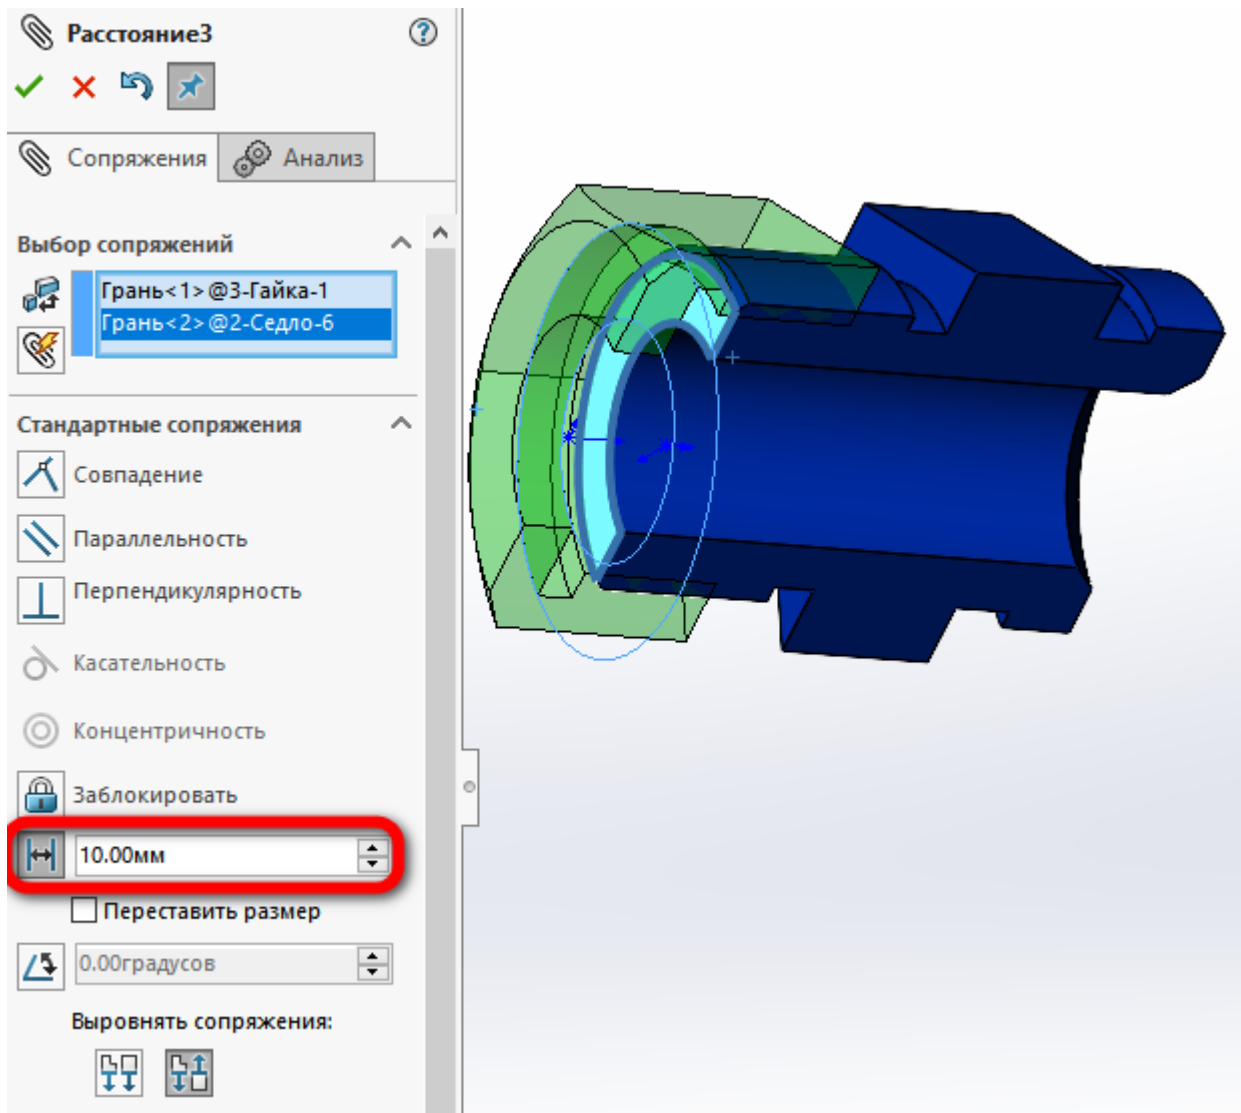 Расстояние3
Сопряжения
Анализ
Выбор сопряжений
Грань<1>@3-Гайка-1
Грань<2>@2-Седло-6
Стандартные сопряжения
Совпадение
Параллельность
Перпендикулярность
Касательность
Концентричность
Заблокировать
10.00мм
Переставить размер
0.00градусов
Выровнять сопряжения: